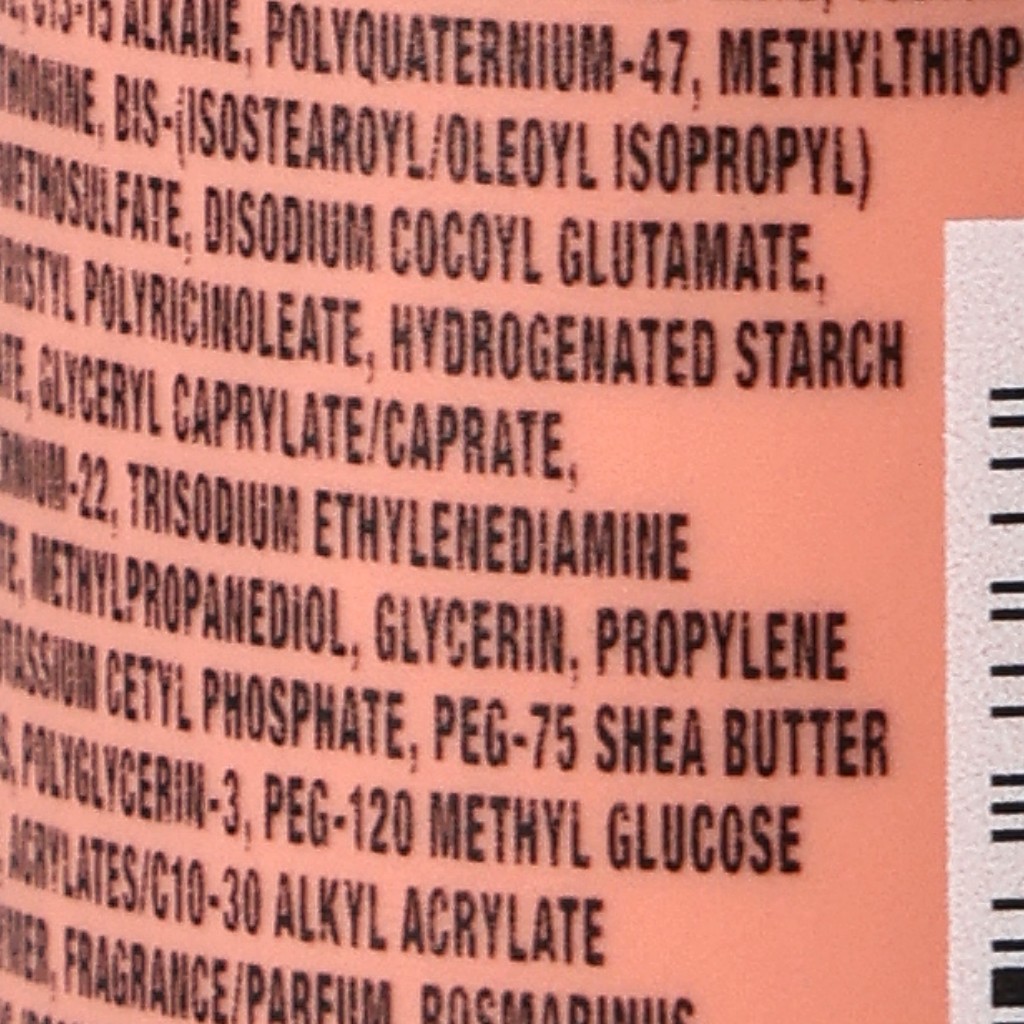 ALKANE, POLYQUATERNIUM-47, METHYLTHIOP
BIS-(ISOSTEAROYL/OLEOYL ISOPROPYL)
METHOSULFATE, DISODIUM COCOYL GLUTAMATE,
POLYRICINOLEATE, HYDROGENATED STARCH
GLYCERYL CAPRYLATE/CAPRATE,
-22, TRISODIUM ETHYLENEDIAMINE
METHYLPROPANEDIOL, GLYCERIN, PROPYLENE
CETYL PHOSPHATE, PEG-75 SHEA BUTTER
POLYGLYCERIN-3, PEG-120 METHYL GLUCOSE
ACRYLATES/C10-30 ALKYL ACRYLATE
FRAGRANCE/PARFUM, ROSMARINUS